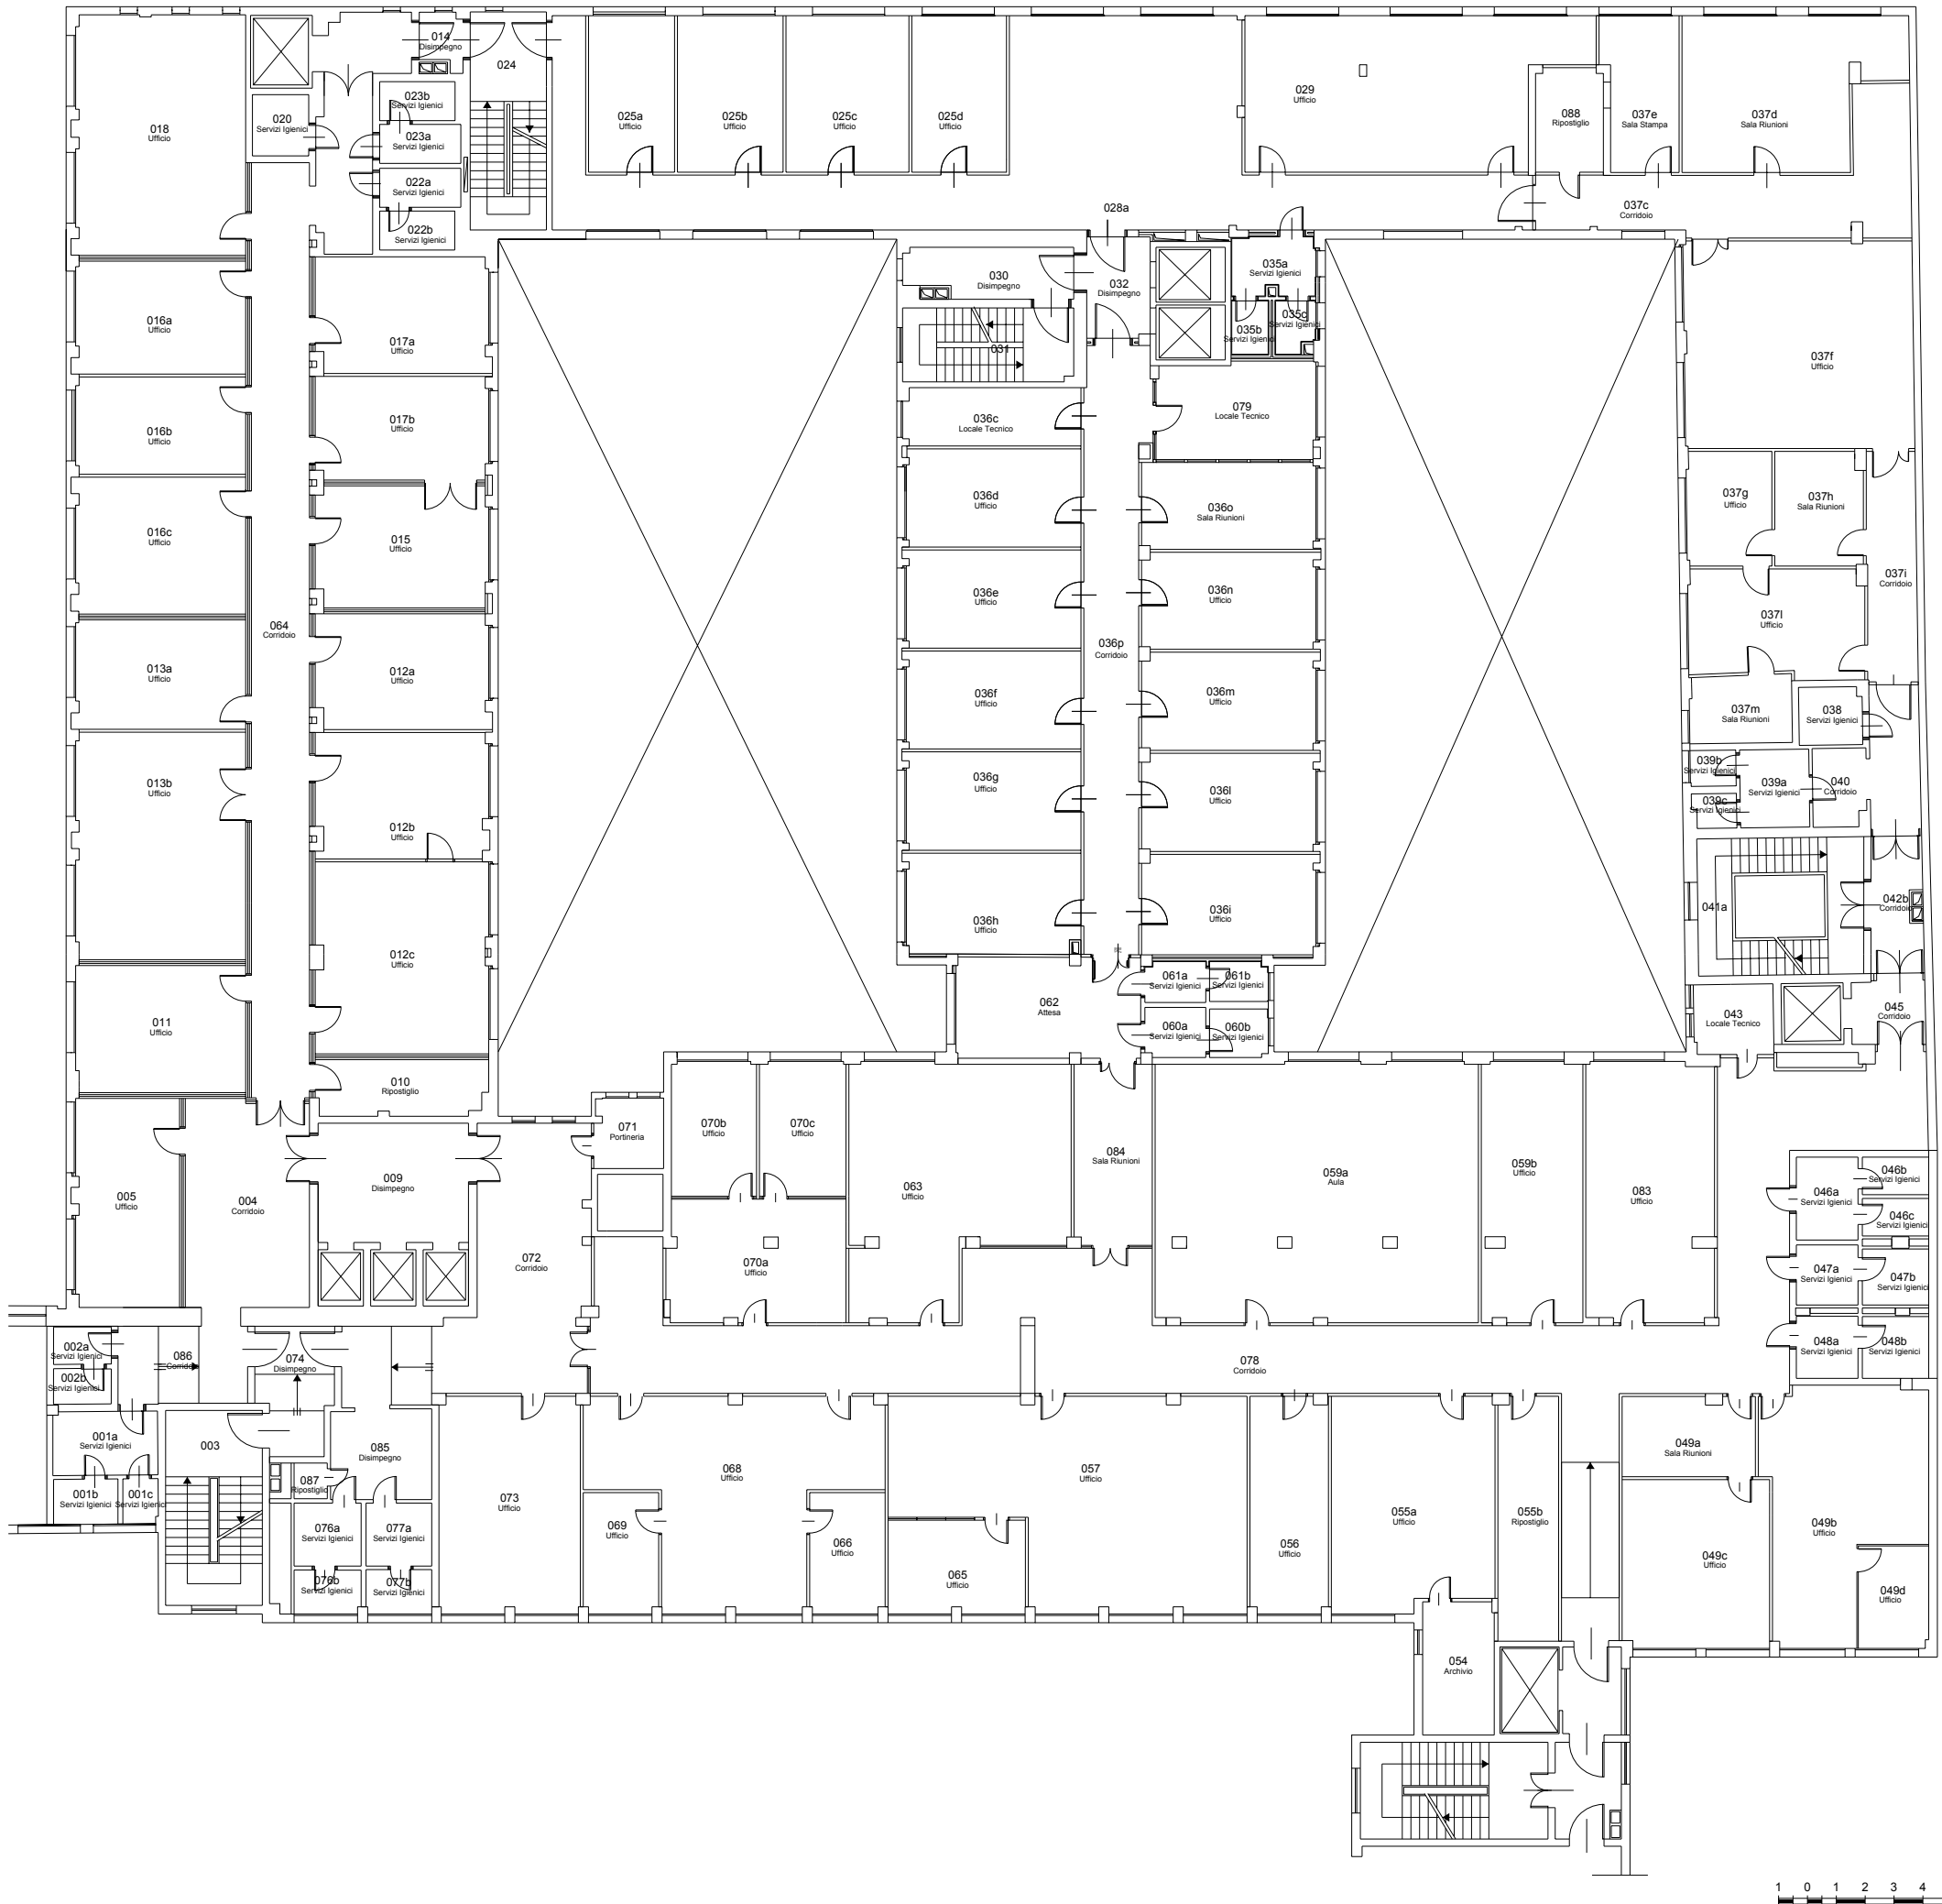 014
Disimpegno
024
018
Ufficio
020
Servizi Igienici
023b
Servizi Igienici
023a
Servizi Igienici
022a
Servizi Igienici
022b
Servizi Igienici
025a
Ufficio
025b
Ufficio
025c
Ufficio
025d
Ufficio
029
Ufficio
088
Ripostiglio
037e
Sala Stampa
037d
Sala Riunioni
028a
037c
Corridoio
016a
Ufficio
017a
Ufficio
030
Disimpegno
032
Disimpegno
031
035a
Servizi Igienici
035b
Servizi Igienici
035c
Servizi Igienici
037f
Ufficio
016b
Ufficio
017b
Ufficio
036c
Locale Tecnico
079
Locale Tecnico
016c
Ufficio
015
Ufficio
036d
Ufficio
036o
Sala Riunioni
037g
Ufficio
037h
Sala Riunioni
037i
Corridoio
064
Corridoio
036e
Ufficio
036n
Ufficio
037l
Ufficio
013a
Ufficio
012a
Ufficio
036p
Corridoio
036f
Ufficio
036m
Ufficio
037m
Sala Riunioni
038
Servizi Igienici
013b
Ufficio
012b
Ufficio
036g
Ufficio
036l
Ufficio
039b
Servizi Igienici
039a
Servizi Igienici
039c
Servizi Igienici
040
Corridoio
012c
Ufficio
036h
Ufficio
036i
Ufficio
041a
042b
Corridoio
011
Ufficio
062
Attesa
061a
Servizi Igienici
061b
Servizi Igienici
060a
Servizi Igienici
060b
Servizi Igienici
043
Locale Tecnico
045
Corridoio
010
Ripostiglio
071
Portineria
070b
Ufficio
070c
Ufficio
084
Sala Riunioni
005
Ufficio
004
Corridoio
009
Disimpegno
063
Ufficio
059a
Aula
059b
Ufficio
083
Ufficio
046b
Servizi Igienici
046a
Servizi Igienici
046c
Servizi Igienici
072
Corridoio
070a
Ufficio
047a
Servizi Igienici
047b
Servizi Igienici
002a
Servizi Igienici
002b
Servizi Igienici
086
Corridoio
074
Disimpegno
078
Corridoio
048a
Servizi Igienici
048b
Servizi Igienici
001a
Servizi Igienici
003
085
Disimpegno
049a
Sala Riunioni
001b
Servizi Igienici
001c
Servizi Igienici
087
Ripostiglio
073
Ufficio
068
Ufficio
057
Ufficio
055a
Ufficio
055b
Ripostiglio
049b
Ufficio
076a
Servizi Igienici
077a
Servizi Igienici
069
Ufficio
066
Ufficio
065
Ufficio
056
Ufficio
049c
Ufficio
076b
Servizi Igienici
077b
Servizi Igienici
049d
Ufficio
054
Archivio
1 0 1 2 3 4